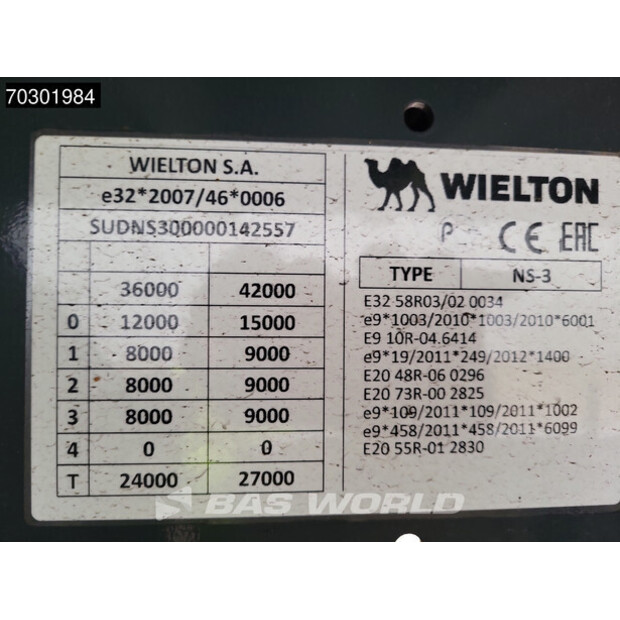 70301984
WIELTON S.A.
e32*2007/46*0006
SUDNS300000142557
36000 42000
0 12000 15000
1 8000 9000
2 8000 9000
3 8000 9000
4 0 0
T 24000 27000
WIELTON
P CE EAC
TYPE NS-3
E32 58R03/02 0034
e9*1003/2010*1003/2010*6001
E9 10R-04.6414
e9*19/2011*249/2012*1400
E20 48R-06 0296
E20 73R-00 2825
e9*109/2011*109/2011*1002
e9*458/2011*458/2011*6099
E20 55R-01 2830
BAS WORLD